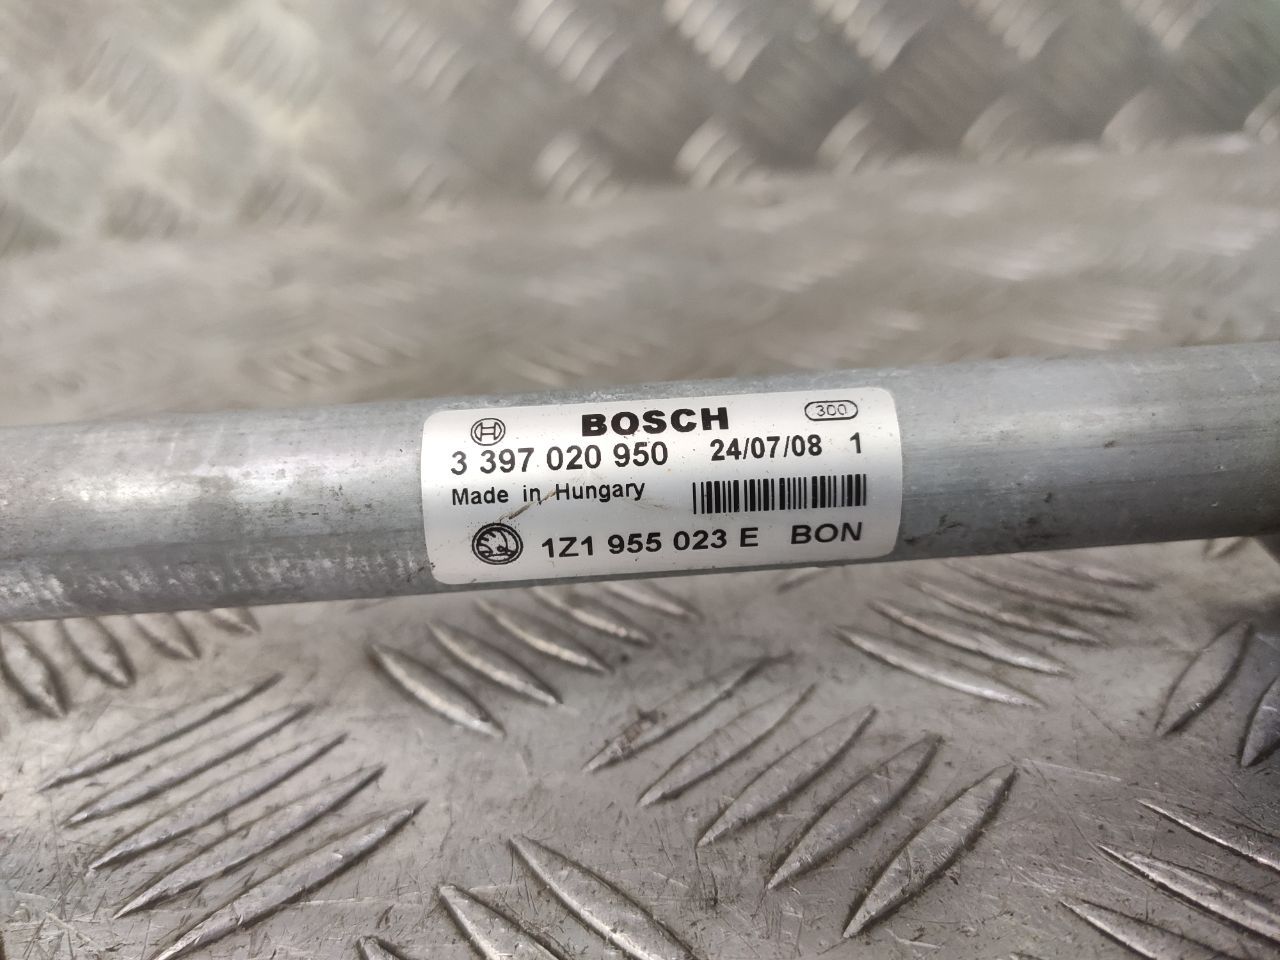 BOSCH 300
3 397 020 950 24/07/08 1
Made in Hungary
1Z1 955 023 E BON